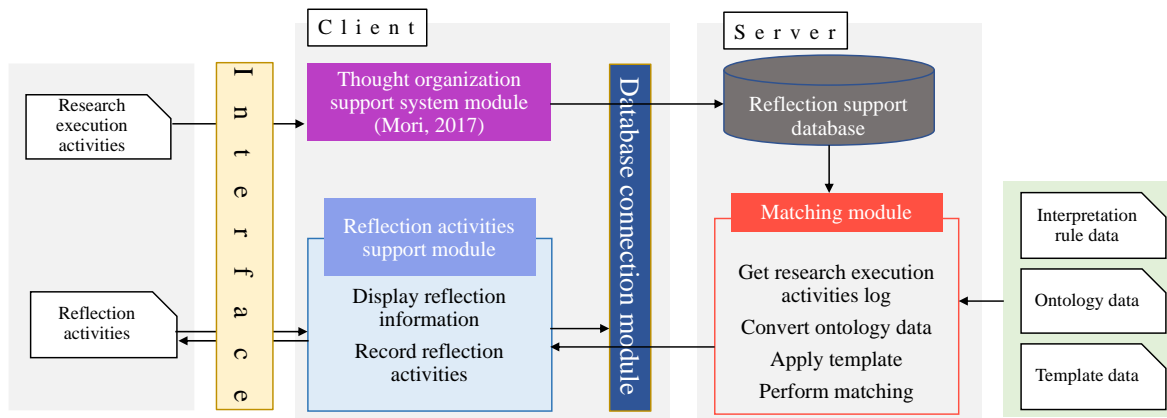 Client
Server
Research
execution
activities
Interface
Thought organization
support system module
(Mori, 2017)
Database connection module
Reflection support
database
Reflection activities
support module
Matching module
Interpretation
rule data
Display reflection
information
Record reflection
activities
Get research execution
activities log
Convert ontology data
Apply template
Perform matching
Ontology data
Template data
Reflection
activities